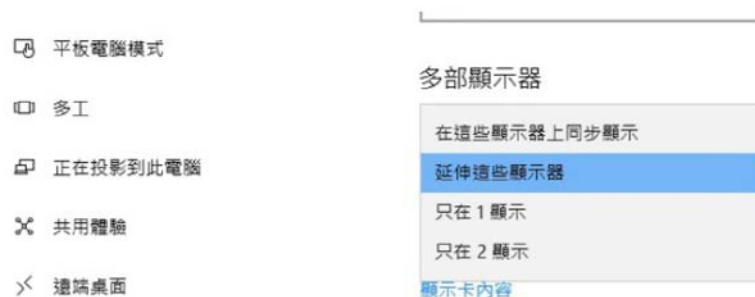 平板電腦模式
多工
正在投影到此電腦
共用體驗
遠端桌面
多部顯示器
在這些顯示器上同步顯示
延伸這些顯示器
只在 1 顯示
只在 2 顯示
顯示卡內容